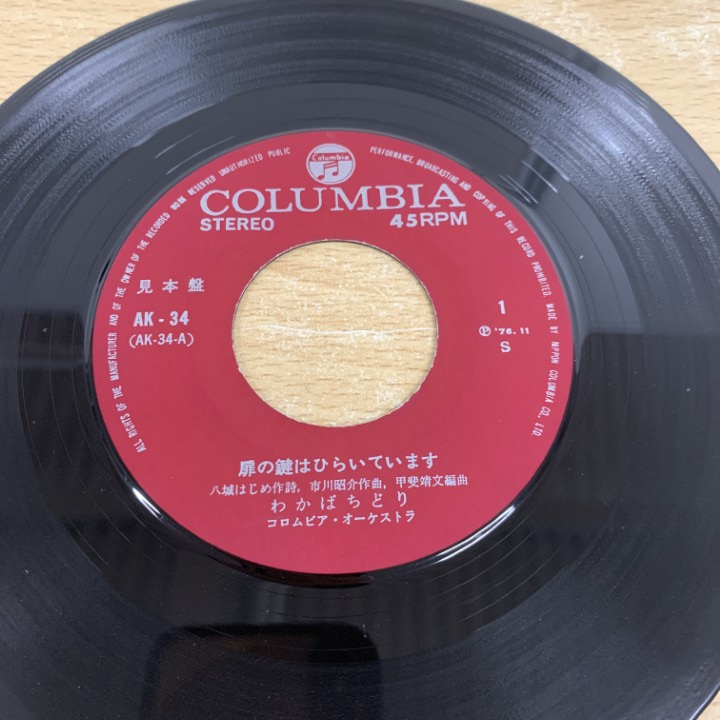 ALL RIGHTS OF THE MANUFACTURER AND OF THE OWNER OF THE RECORDED WORK RESERVED UNAUTHORIZED PUBLIC PERFORMANCE, BROADCASTING AND COPYING OF THIS RECORD PROHIBITED. MADE BY NIPPON COLUMBIA CO., LTD.
Columbia
COLUMBIA
STEREO 45RPM
見本盤
AK-34
(AK-34-A)
1
Ⓟ '76.11
S
扉の鍵はひらいています
八城はじめ作詩, 市川昭介作曲, 甲斐靖文編曲
わかばちどり
コロムビア・オーケストラ